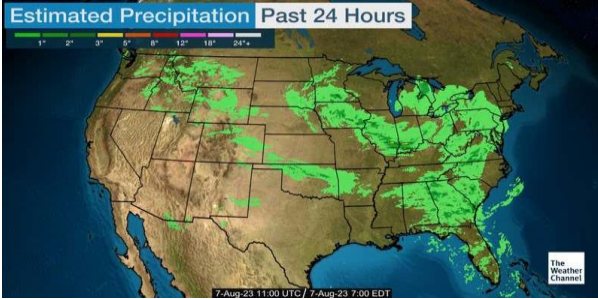 Estimated Precipitation Past 24 Hours
1" 2" 3" 5" 8" 12" 18" 24"+
The
Weather
Channel
7-Aug-23 11:00 UTC / 7-Aug-23 7:00 EDT